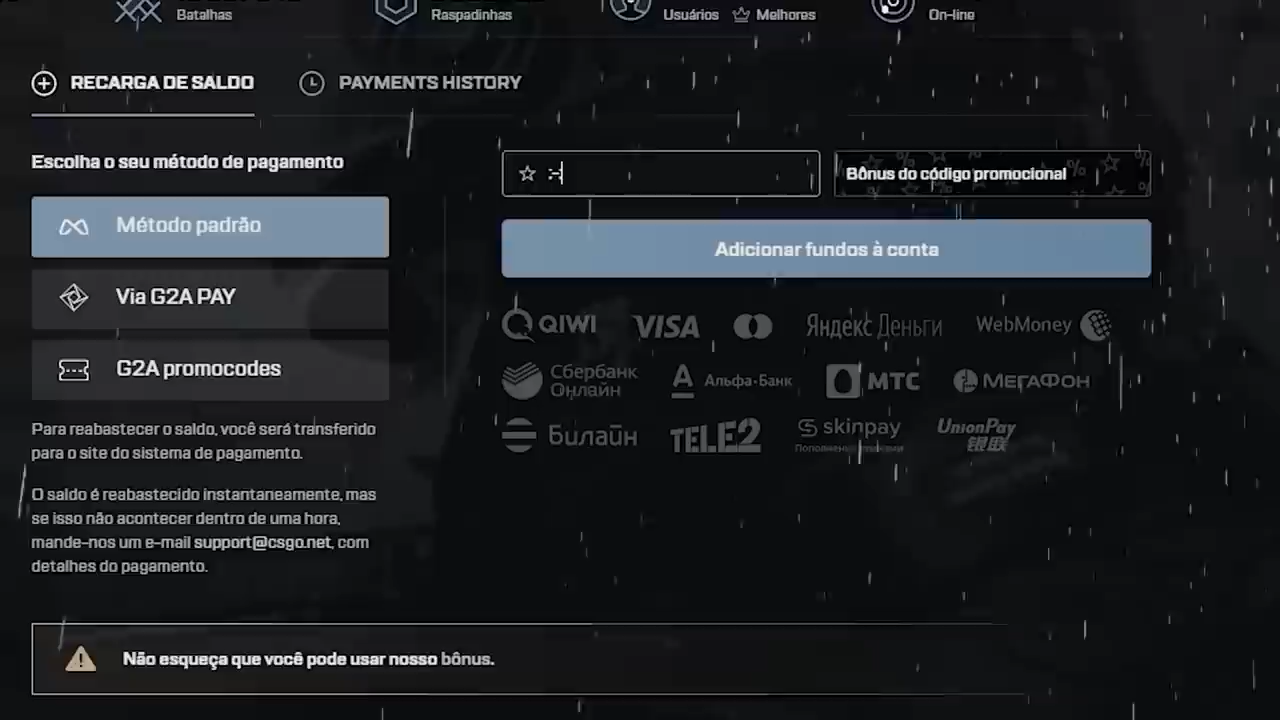 Batalhas
Raspadinhas
Usuários
Melhores
On-line
RECARGA DE SALDO
PAYMENTS HISTORY
Escolha o seu método de pagamento
Bônus do código promocional
Método padrão
Adicionar fundos à conta
Via G2A PAY
QIWI
VISA
Яндекс Деньги
WebMoney
G2A promocodes
Сбербанк
Онлайн
Альфа-Банк
МТС
МЕГАФОН
Билайн
TELE2
skinpay
UnionPay
银联
Para reabastecer o saldo, você será transferido
para o site do sistema de pagamento.
O saldo é reabastecido instantaneamente, mas
se isso não acontecer dentro de uma hora,
mande-nos um e-mail support@csgo.net, com
detalhes do pagamento.
Não esqueça que você pode usar nosso bônus.